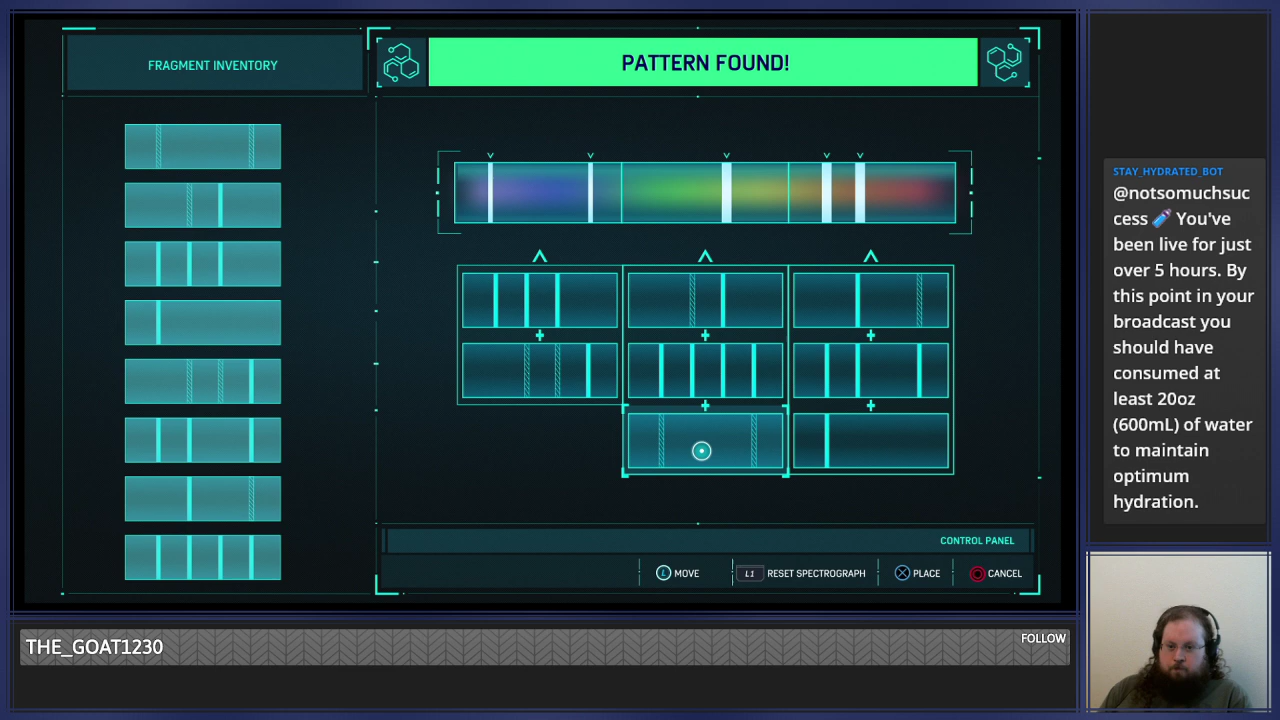 FRAGMENT INVENTORY
PATTERN FOUND!
CONTROL PANEL
L MOVE
L1 RESET SPECTROGRAPH
PLACE
CANCEL
STAY_HYDRATED_BOT
@notsomuchsuc
cess You've
been live for just
over 5 hours. By
this point in your
broadcast you
should have
consumed at
least 20oz
(600mL) of water
to maintain
optimum
hydration.
THE_GOAT1230
FOLLOW